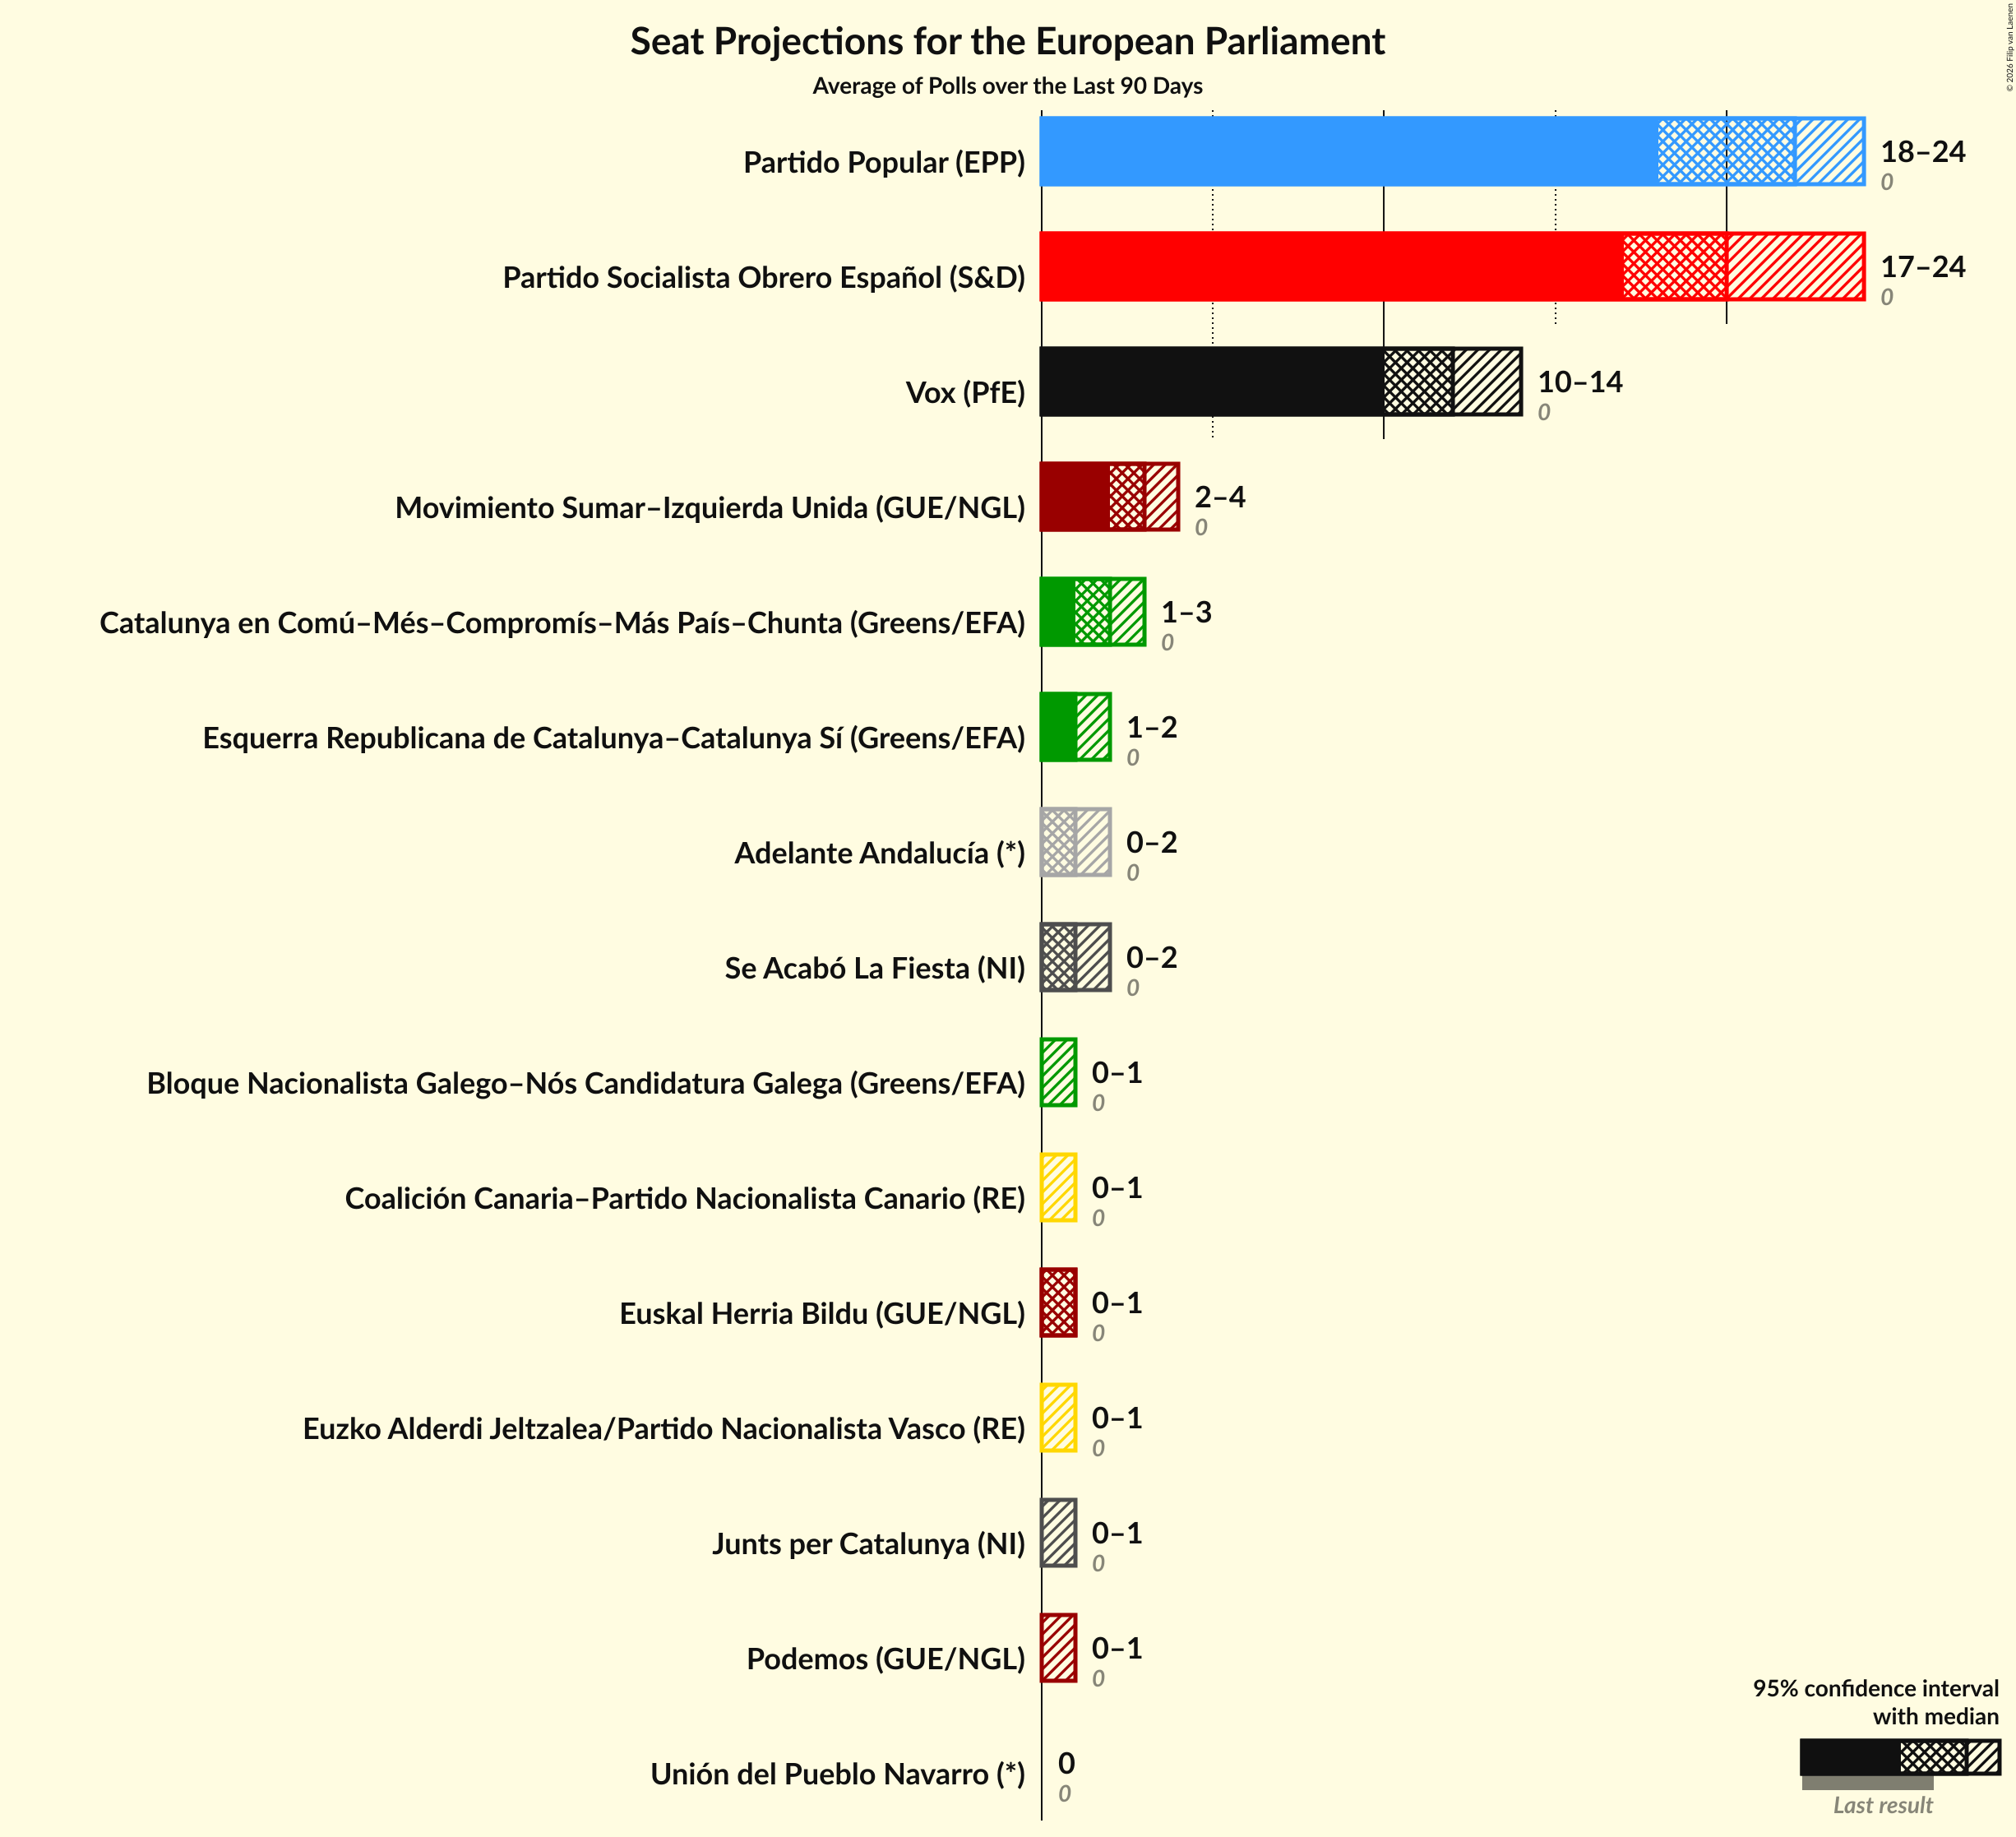 Seat Projections for the European Parliament
Average of Polls over the Last 90 Days
© 2026 Filip van Laenen
Partido Popular (EPP)
18–24
0
Partido Socialista Obrero Español (S&D)
17–24
0
Vox (PfE)
10–14
0
Movimiento Sumar–Izquierda Unida (GUE/NGL)
2–4
0
Catalunya en Comú–Més–Compromís–Más País–Chunta (Greens/EFA)
1–3
0
Esquerra Republicana de Catalunya–Catalunya Sí (Greens/EFA)
1–2
0
Adelante Andalucía (*)
0–2
0
Se Acabó La Fiesta (NI)
0–2
0
Bloque Nacionalista Galego–Nós Candidatura Galega (Greens/EFA)
0–1
0
Coalición Canaria–Partido Nacionalista Canario (RE)
0–1
0
Euskal Herria Bildu (GUE/NGL)
0–1
0
Euzko Alderdi Jeltzalea/Partido Nacionalista Vasco (RE)
0–1
0
Junts per Catalunya (NI)
0–1
0
Podemos (GUE/NGL)
0–1
0
Unión del Pueblo Navarro (*)
0
0
95% confidence interval
with median
Last result